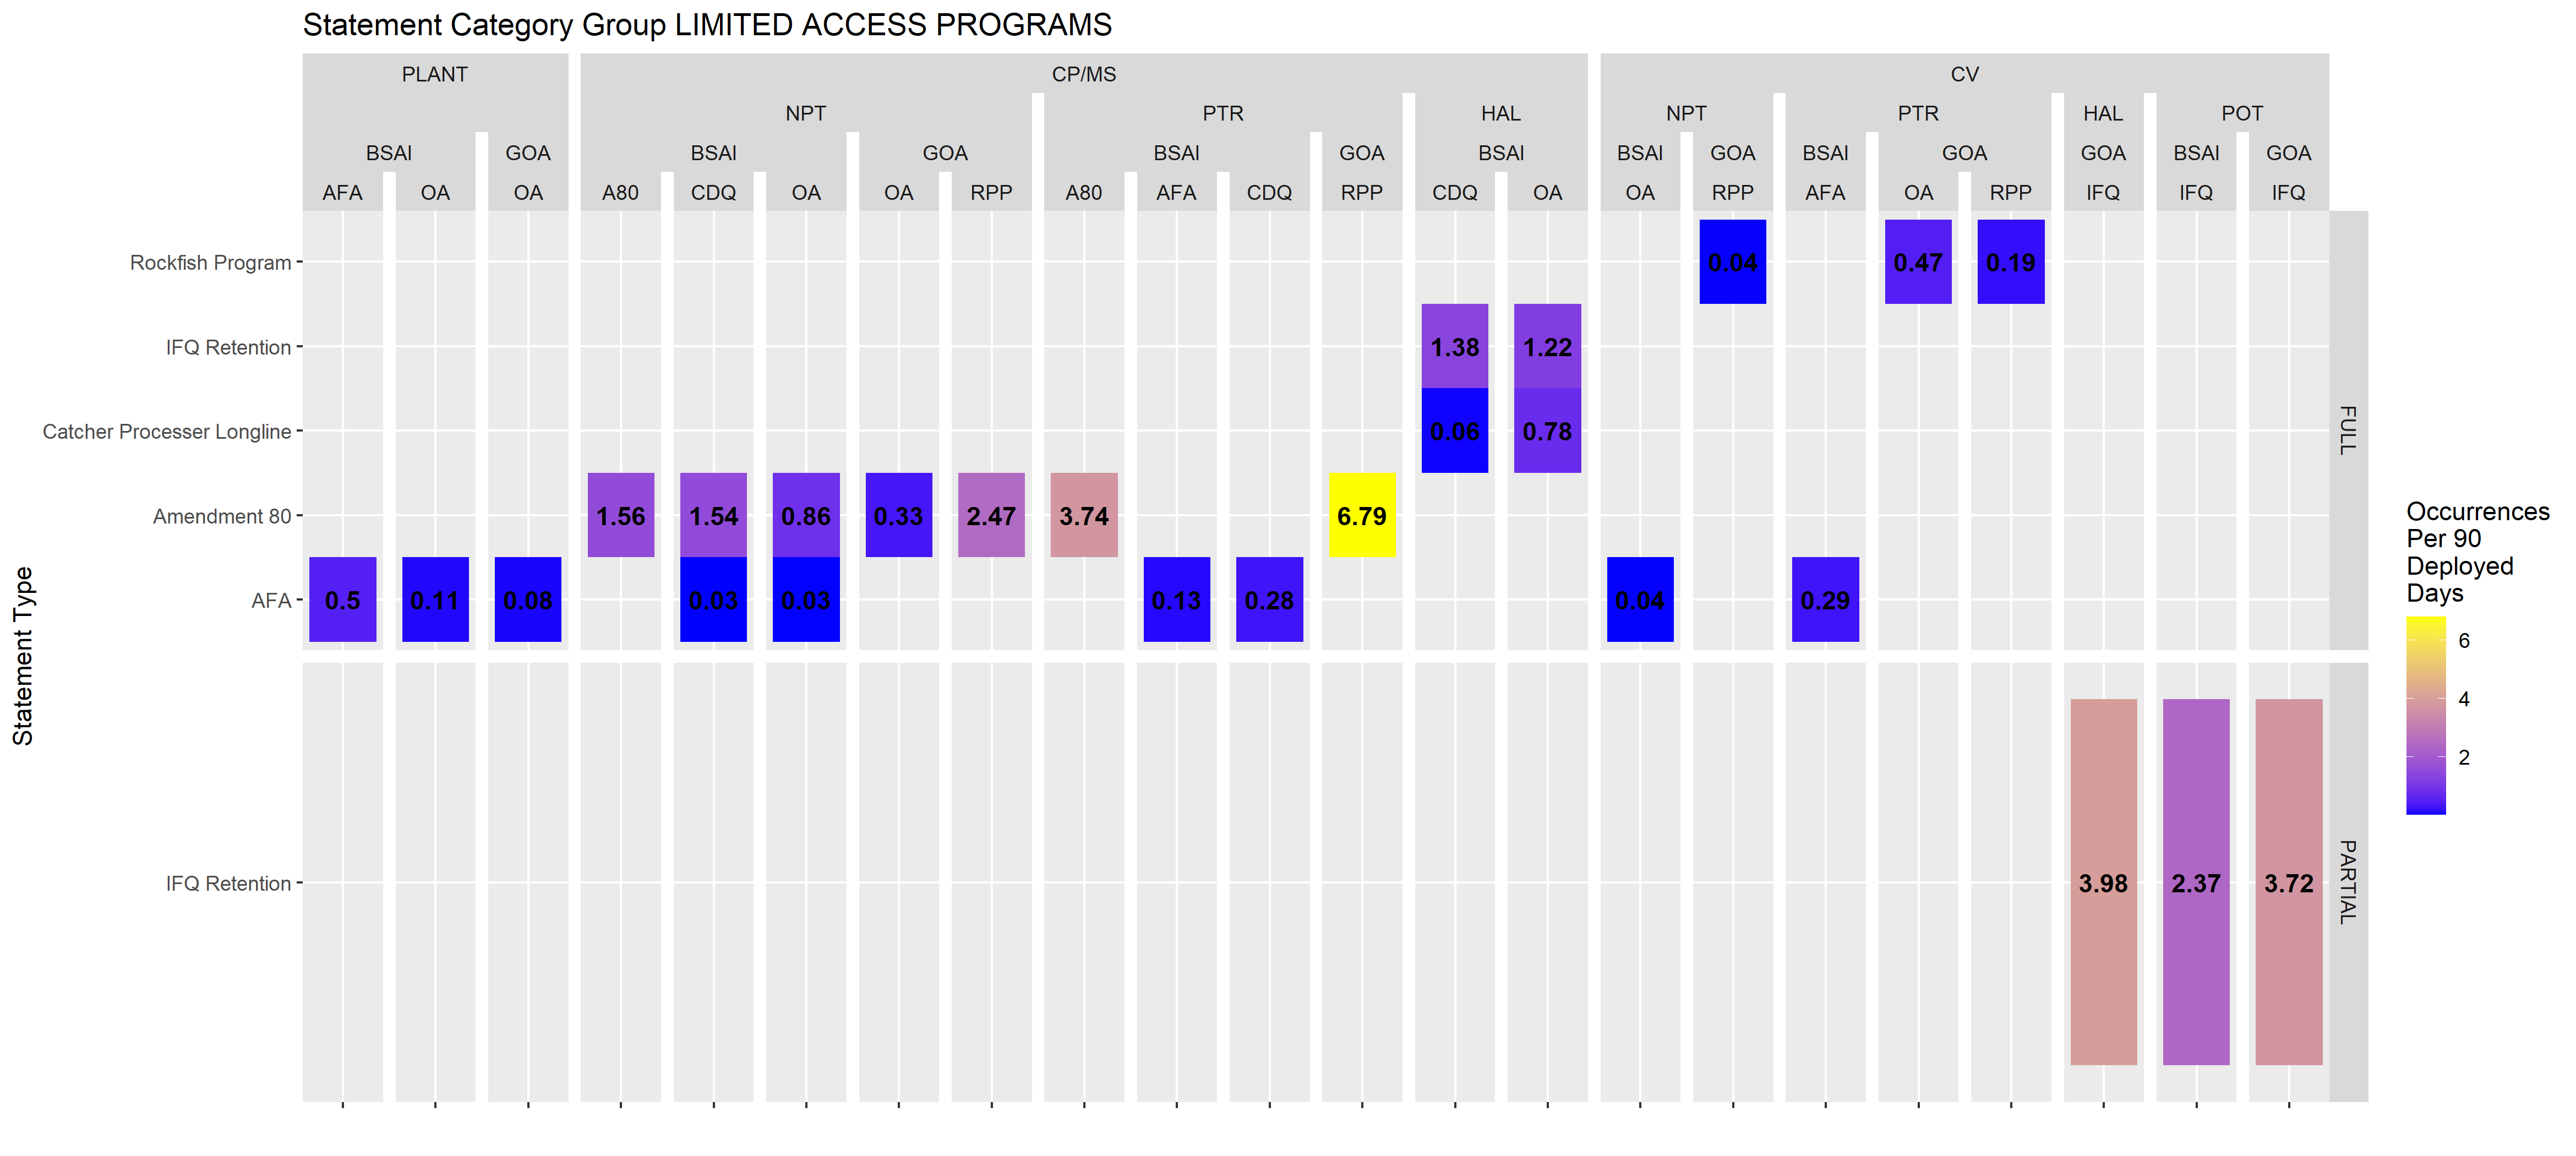 Statement Category Group LIMITED ACCESS PROGRAMS
PLANT CP/MS CV
NPT PTR HAL NPT PTR HAL POT
BSAI GOA BSAI GOA BSAI GOA BSAI BSAI GOA BSAI GOA GOA BSAI GOA
AFA OA OA A80 CDQ OA OA RPP A80 AFA CDQ RPP CDQ OA OA RPP AFA OA RPP IFQ IFQ IFQ
Rockfish Program 0.04 0.47 0.19
IFQ Retention 1.38 1.22
Catcher Processer Longline 0.06 0.78
Amendment 80 1.56 1.54 0.86 0.33 2.47 3.74 6.79
AFA 0.5 0.11 0.08 0.03 0.03 0.13 0.28 0.04 0.29
FULL
IFQ Retention 3.98 2.37 3.72
PARTIAL
Statement Type
Occurrences
Per 90
Deployed
Days
6
4
2